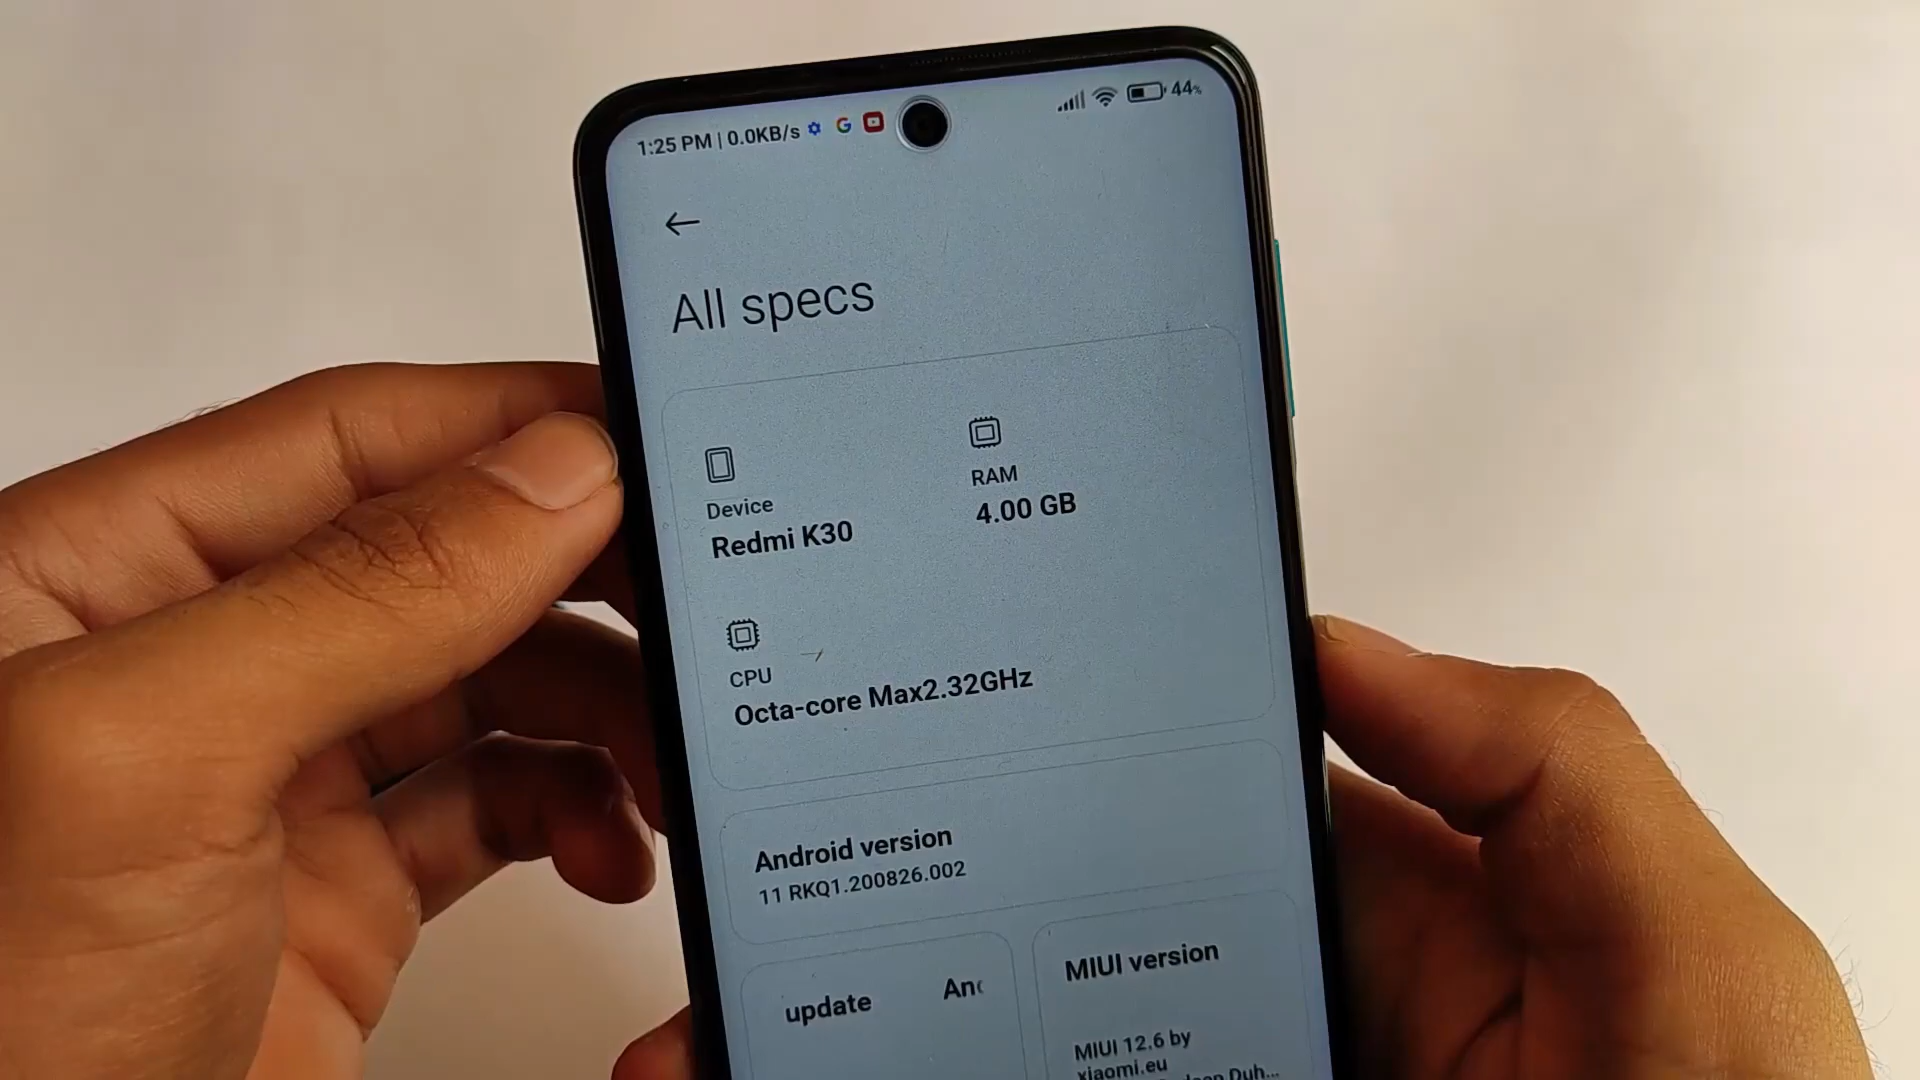 1:25 PM | 0.0KB/s
44%
All specs
Device
Redmi K30
RAM
4.00 GB
CPU
Octa-core Max2.32GHz
Android version
11 RKQ1.200826.002
update
MIUI version
MIUI 12.6 by
xiaomi.eu
Duh...